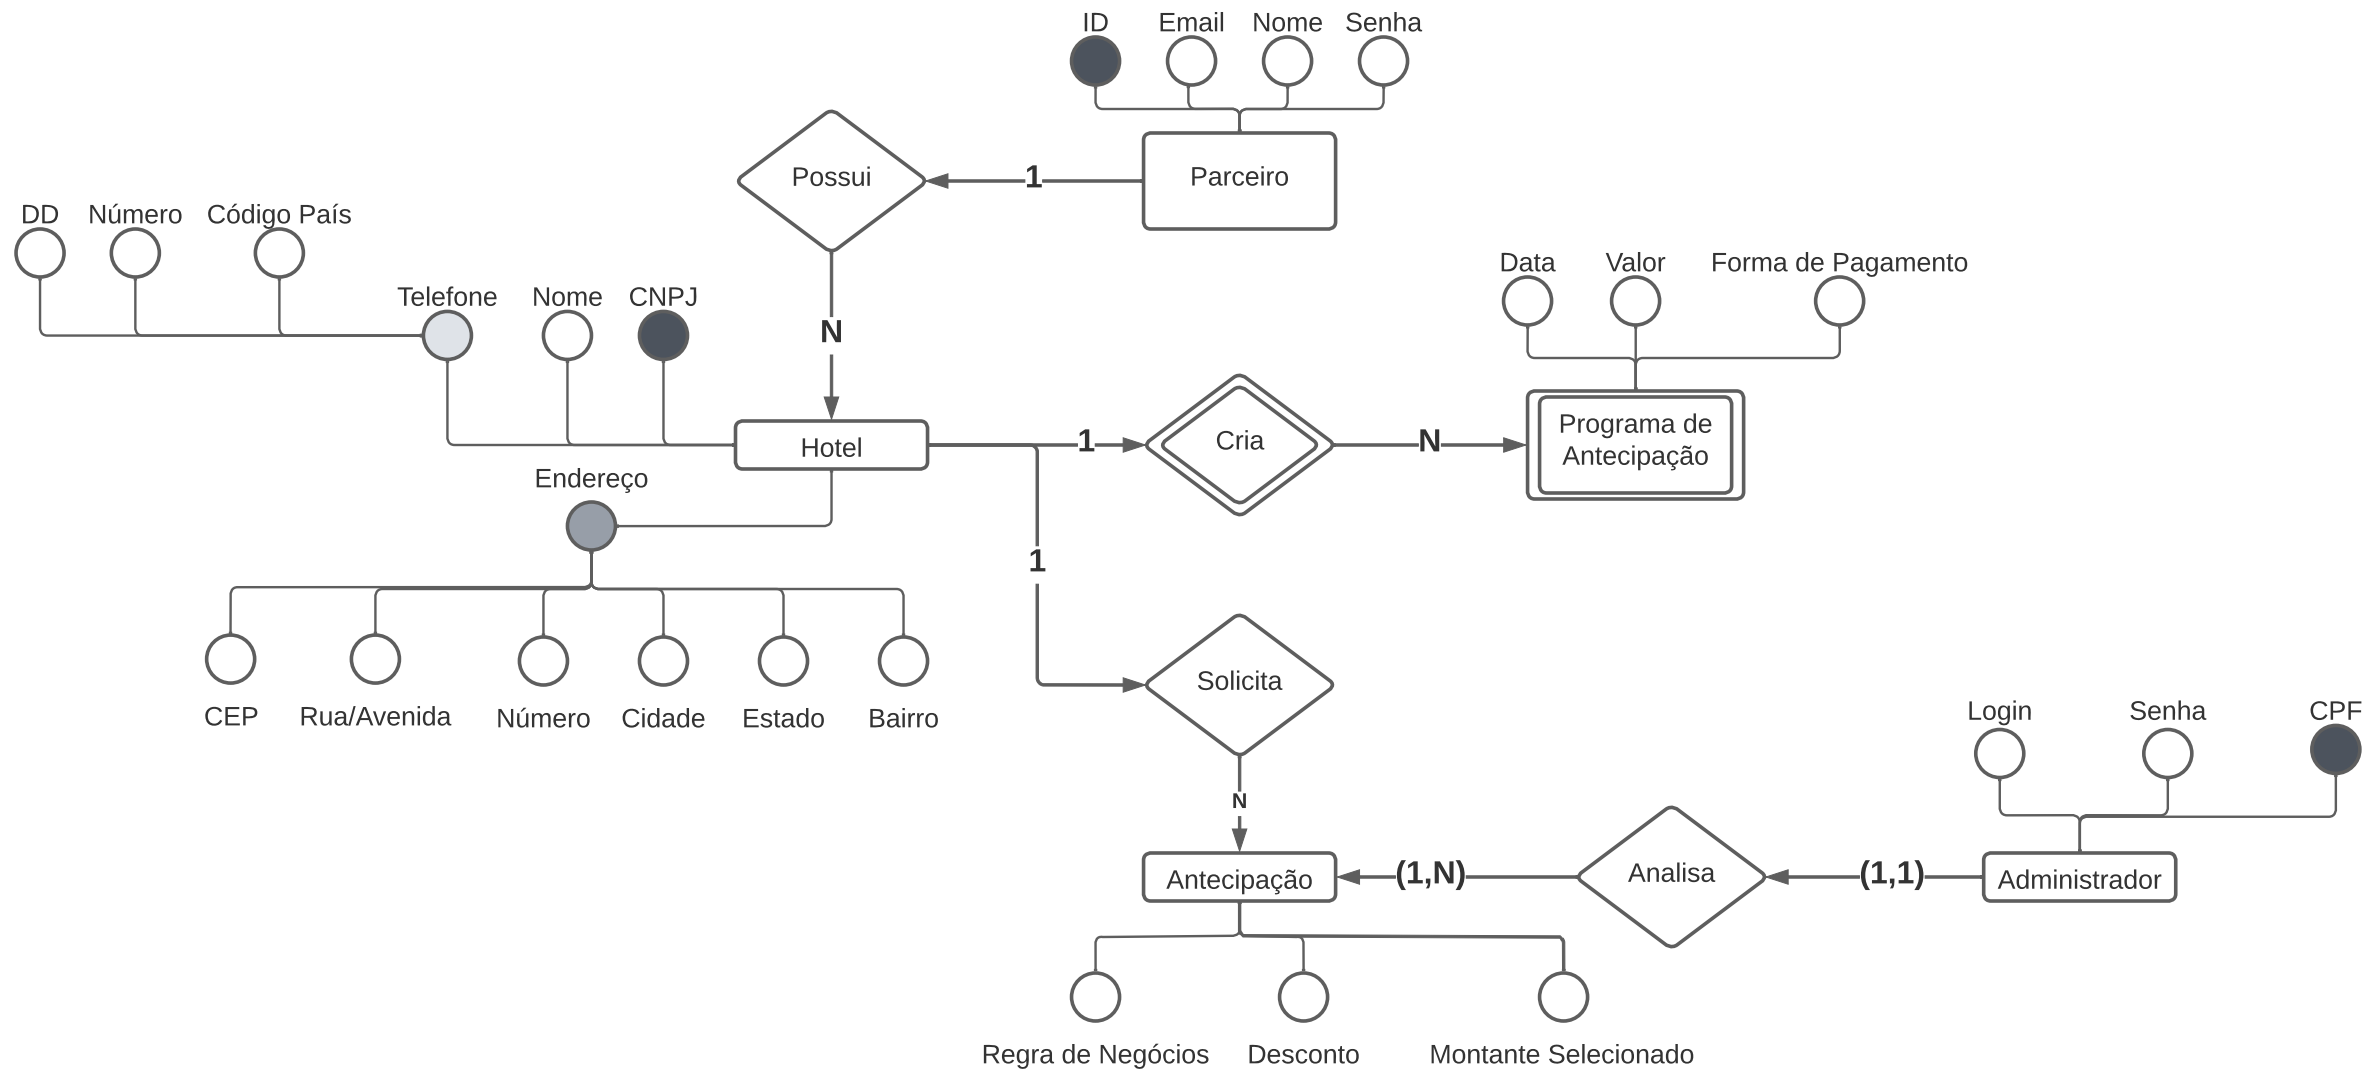 ID Email Nome Senha
Possui
1
Parceiro
DD Número Código País
Data Valor Forma de Pagamento
Telefone Nome CNPJ
N
Programa de
Antecipação
Hotel
1
Cria
N
Endereço
1
Solicita
CEP Rua/Avenida Número Cidade Estado Bairro
Login Senha CPF
N
Antecipação
(1,N)
Analisa
(1,1)
Administrador
Regra de Negócios Desconto Montante Selecionado